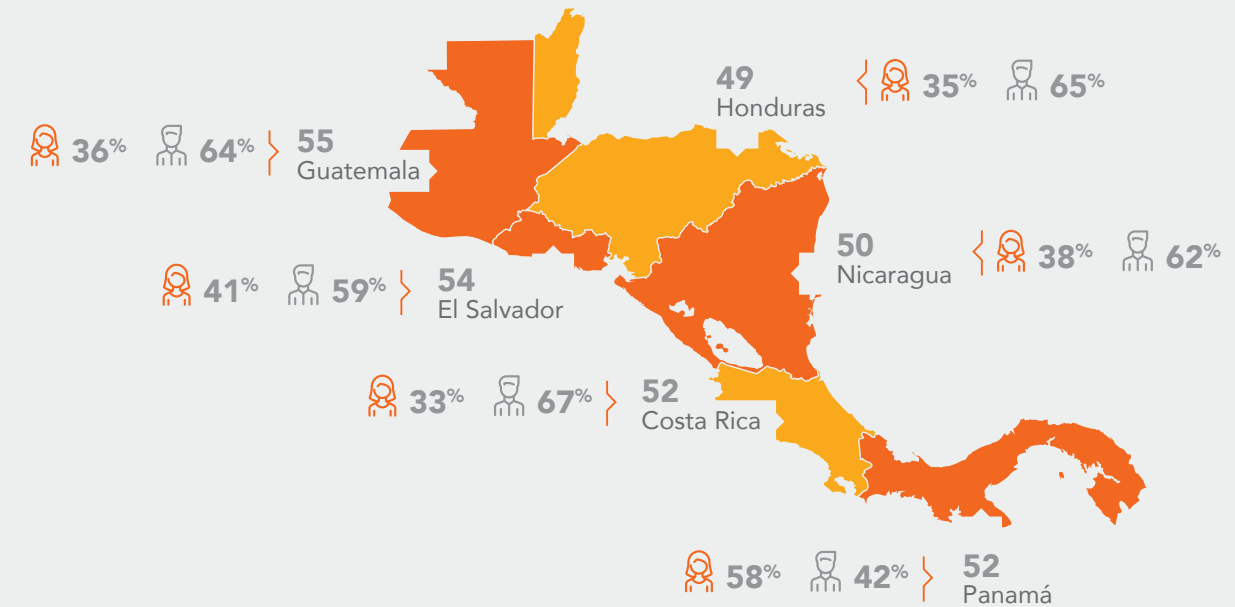 49
Honduras
35% 65%
36% 64%
55
Guatemala
50
Nicaragua
38% 62%
41% 59%
54
El Salvador
33% 67%
52
Costa Rica
58% 42%
52
Panamá